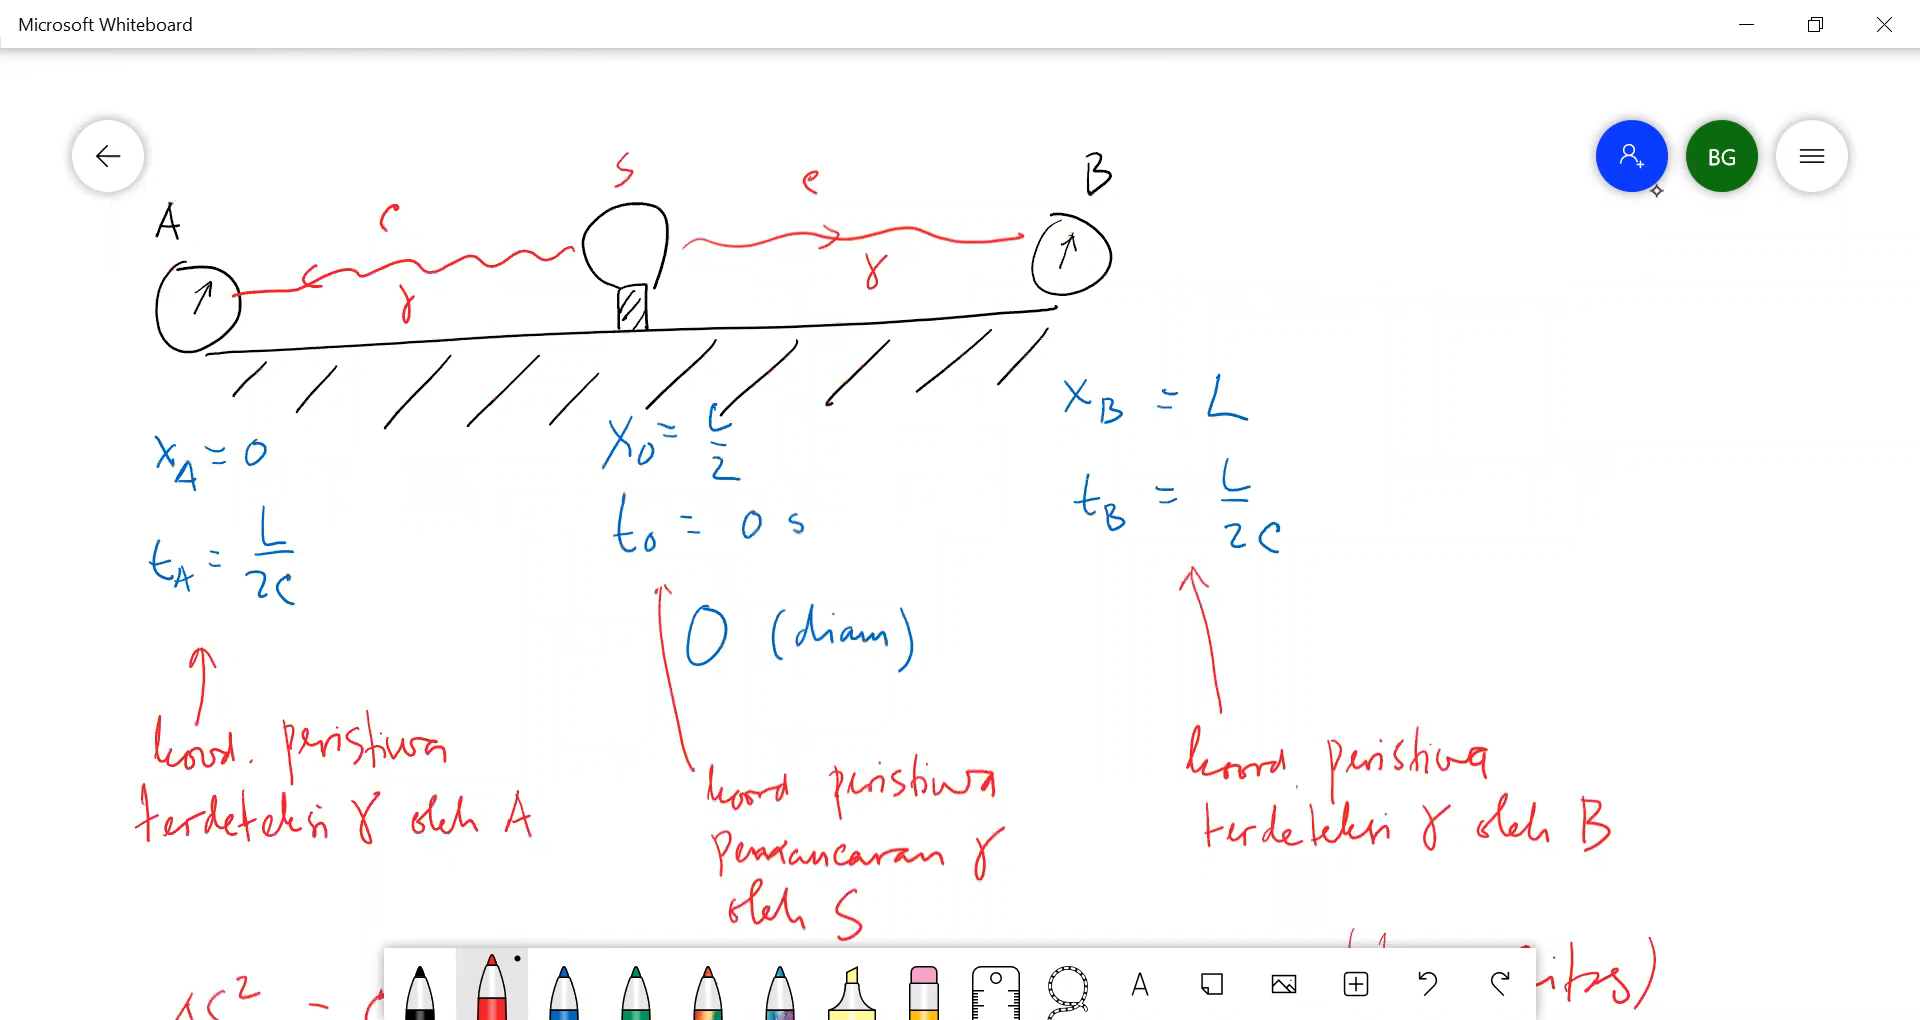 Microsoft Whiteboard
BG
A
c
γ
S
c
γ
B
x_A = 0
t_A = L/2c
x_0 = L/2
t_0 = 0 s
O (diam)
x_B = L
t_B = L/2c
koord. peristiwa
terdeteksi γ oleh A
koord peristiwa
pemancaran γ
oleh S
koord. peristiwa
terdeteksi γ oleh B
A